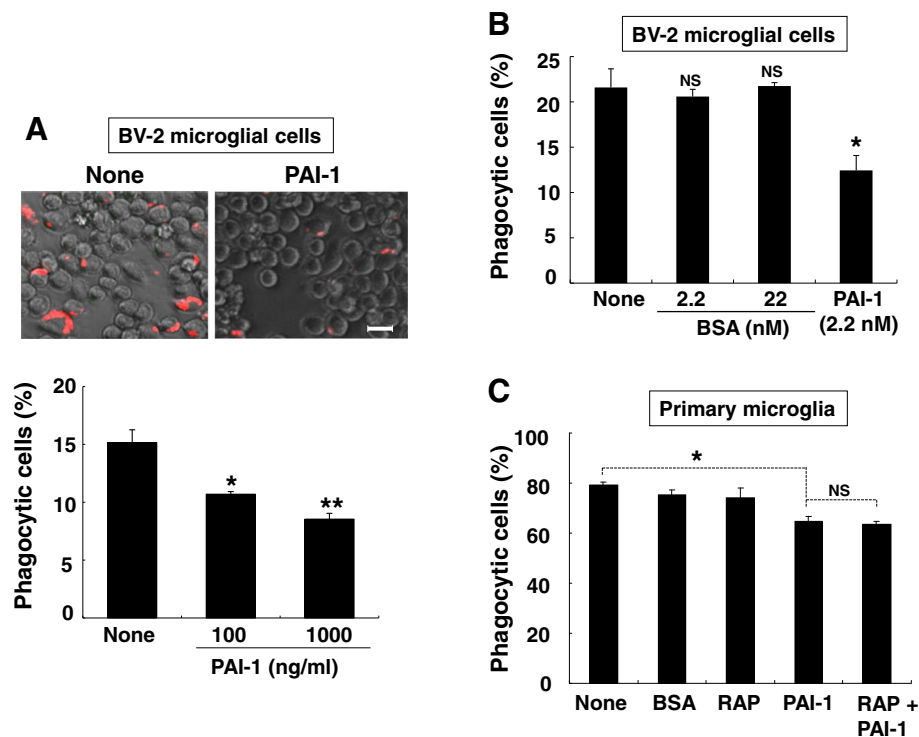 A
BV-2 microglial cells
None PAI-1
Phagocytic cells (%)
20
15
10
5
0
*
**
None 100 1000
PAI-1 (ng/ml)
B
BV-2 microglial cells
Phagocytic cells (%)
25
20
15
10
5
0
NS NS *
None 2.2 22 PAI-1
BSA (nM) (2.2 nM)
C
Primary microglia
Phagocytic cells (%)
100
80
60
40
20
0
*
NS
None BSA RAP PAI-1 RAP +
PAI-1